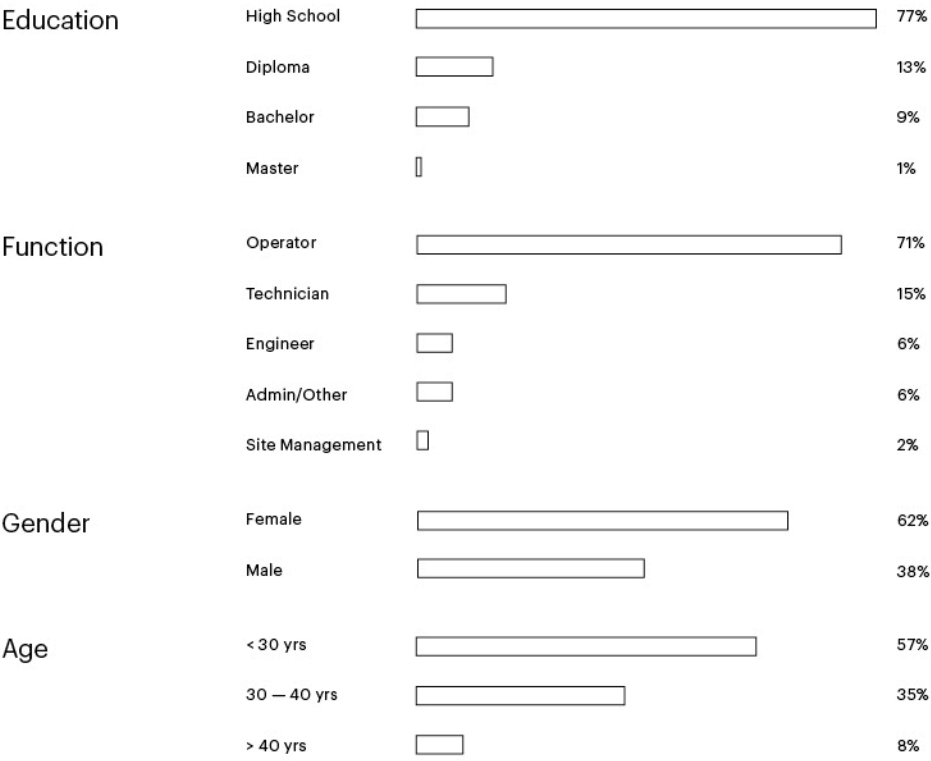 Education High School 77%
Diploma 13%
Bachelor 9%
Master 1%
Function Operator 71%
Technician 15%
Engineer 6%
Admin/Other 6%
Site Management 2%
Gender Female 62%
Male 38%
Age < 30 yrs 57%
30 — 40 yrs 35%
> 40 yrs 8%